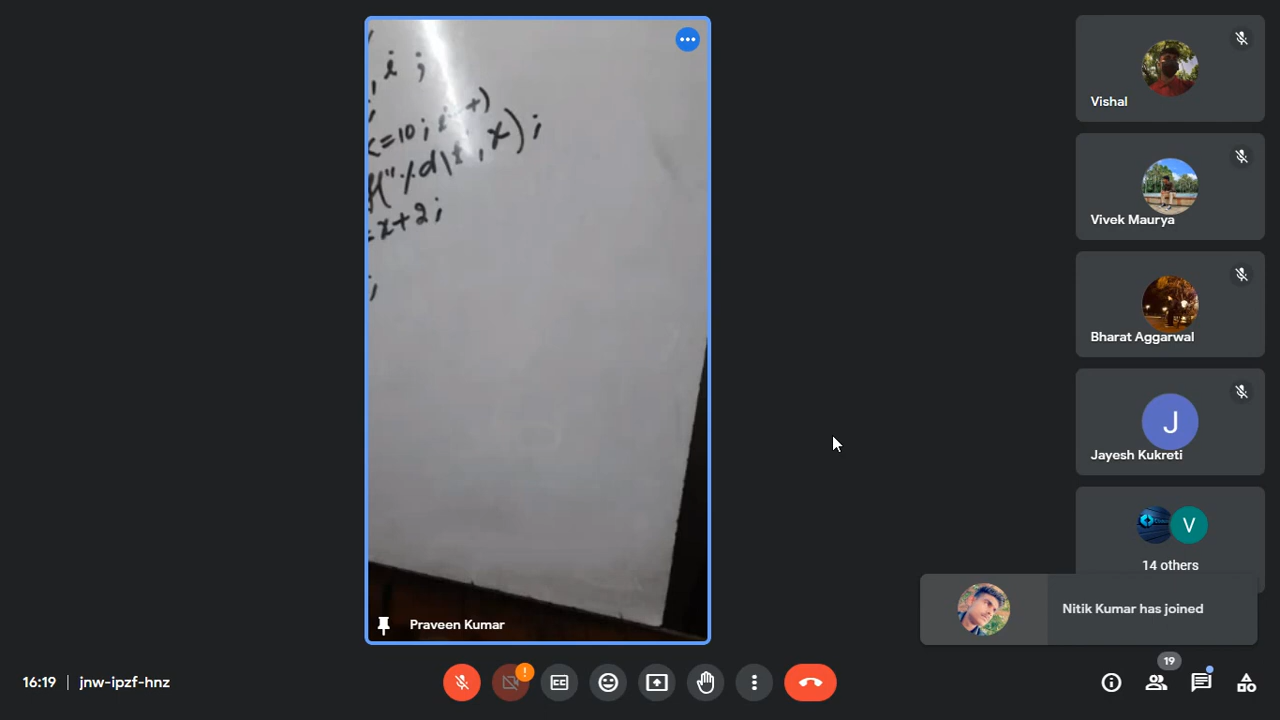 , i ;
;
<=10; i++)
f("%d\t", x);
=x+2;
;
Praveen Kumar
Vishal
Vivek Maurya
Bharat Aggarwal
J
Jayesh Kukreti
V
14 others
Nitik Kumar has joined
16:19 | jnw-ipzf-hnz
CC
19